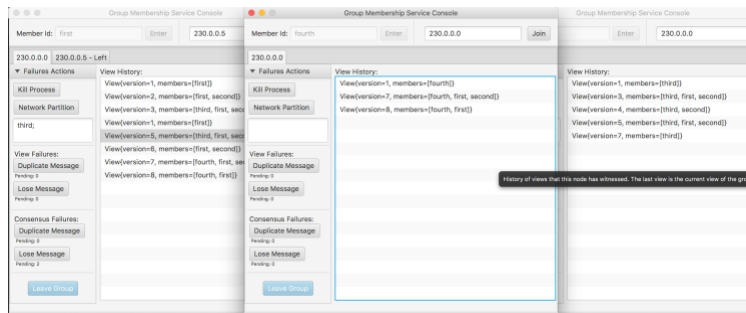 Group Membership Service Console
Member Id: first Enter 230.0.0.5
230.0.0.0 230.0.0.5 - Left
Failures Actions
Kill Process
Network Partition
third;
View Failures:
Duplicate Message
Pending: 0
Lose Message
Pending: 0
Consensus Failures:
Duplicate Message
Pending: 0
Lose Message
Pending: 2
Leave Group
View History:
View{version=1, members=[first]}
View{version=2, members=[first, second]}
View{version=3, members=[third, first, sec
View{version=1, members=[first]}
View{version=5, members=[third, first, sec
View{version=6, members=[first, second]}
View{version=7, members=[fourth, first, se
View{version=8, members=[fourth, first]}
Group Membership Service Console
Member Id: fourth Enter 230.0.0.0 Join
230.0.0.0
Failures Actions
Kill Process
Network Partition
View Failures:
Duplicate Message
Pending: 0
Lose Message
Pending: 0
Consensus Failures:
Duplicate Message
Pending: 0
Lose Message
Pending: 0
Leave Group
View History:
View{version=1, members=[fourth]}
View{version=7, members=[fourth, first, second]}
View{version=8, members=[fourth, first]}
Group Membership Service Console
Enter 230.0.0.0
View History:
View{version=1, members=[third]}
View{version=3, members=[third, first, second]}
View{version=4, members=[third, second]}
View{version=5, members=[third, first, second]}
View{version=7, members=[third]}
History of views that this node has witnessed. The last view is the current view of the gro